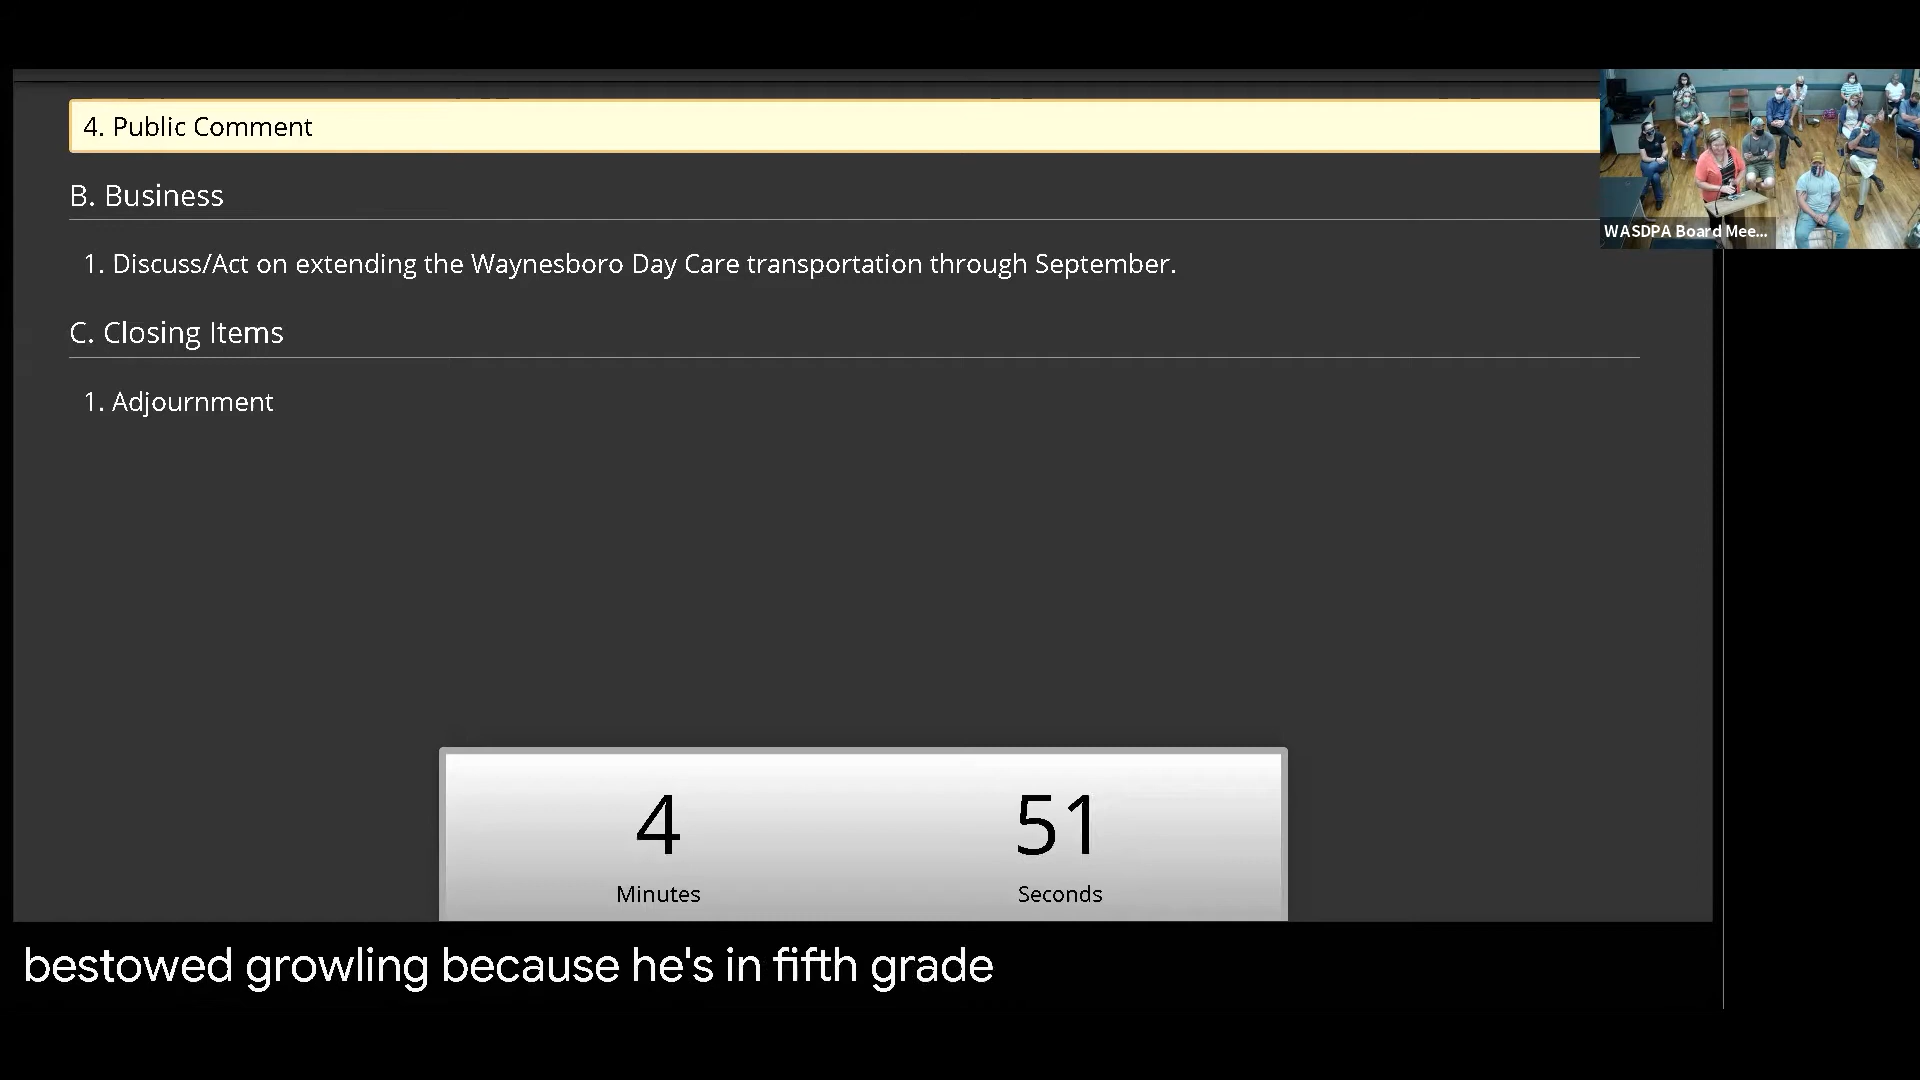 4. Public Comment
WASDPA Board Mee...
B. Business
1. Discuss/Act on extending the Waynesboro Day Care transportation through September.
C. Closing Items
1. Adjournment
4 51
Minutes Seconds
bestowed growling because he's in fifth grade